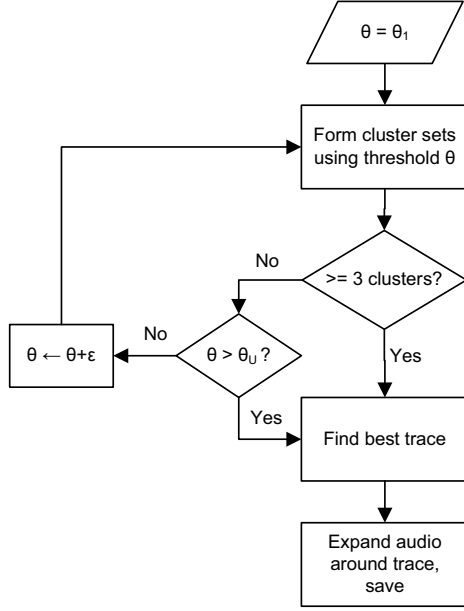 θ = θ₁
Form cluster sets
using threshold θ
>= 3 clusters?
No
Yes
θ > θ_U ?
No
Yes
θ ← θ+ε
Find best trace
Expand audio
around trace,
save